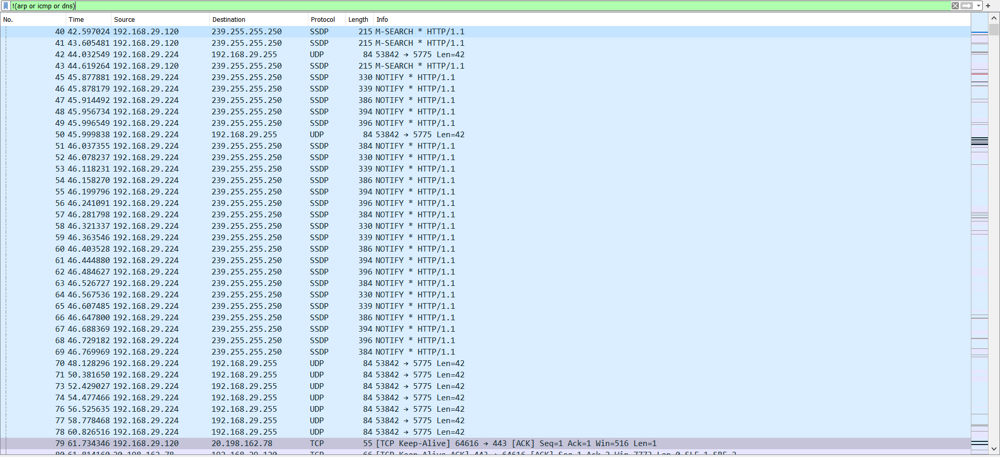 !(arp or icmp or dns)
No. Time Source Destination Protocol Length Info
40 42.597024 192.168.29.120 239.255.255.250 SSDP 215 M-SEARCH * HTTP/1.1
41 43.605481 192.168.29.120 239.255.255.250 SSDP 215 M-SEARCH * HTTP/1.1
42 44.032549 192.168.29.224 192.168.29.255 UDP 84 53842 → 5775 Len=42
43 44.619264 192.168.29.120 239.255.255.250 SSDP 215 M-SEARCH * HTTP/1.1
45 45.877881 192.168.29.224 239.255.255.250 SSDP 330 NOTIFY * HTTP/1.1
46 45.878179 192.168.29.224 239.255.255.250 SSDP 339 NOTIFY * HTTP/1.1
47 45.914492 192.168.29.224 239.255.255.250 SSDP 386 NOTIFY * HTTP/1.1
48 45.956734 192.168.29.224 239.255.255.250 SSDP 394 NOTIFY * HTTP/1.1
49 45.996549 192.168.29.224 239.255.255.250 SSDP 396 NOTIFY * HTTP/1.1
50 45.999838 192.168.29.224 192.168.29.255 UDP 84 53842 → 5775 Len=42
51 46.037355 192.168.29.224 239.255.255.250 SSDP 384 NOTIFY * HTTP/1.1
52 46.078237 192.168.29.224 239.255.255.250 SSDP 330 NOTIFY * HTTP/1.1
53 46.118231 192.168.29.224 239.255.255.250 SSDP 339 NOTIFY * HTTP/1.1
54 46.158270 192.168.29.224 239.255.255.250 SSDP 386 NOTIFY * HTTP/1.1
55 46.199796 192.168.29.224 239.255.255.250 SSDP 394 NOTIFY * HTTP/1.1
56 46.241091 192.168.29.224 239.255.255.250 SSDP 396 NOTIFY * HTTP/1.1
57 46.281798 192.168.29.224 239.255.255.250 SSDP 384 NOTIFY * HTTP/1.1
58 46.321337 192.168.29.224 239.255.255.250 SSDP 330 NOTIFY * HTTP/1.1
59 46.363546 192.168.29.224 239.255.255.250 SSDP 339 NOTIFY * HTTP/1.1
60 46.403528 192.168.29.224 239.255.255.250 SSDP 386 NOTIFY * HTTP/1.1
61 46.444880 192.168.29.224 239.255.255.250 SSDP 394 NOTIFY * HTTP/1.1
62 46.484627 192.168.29.224 239.255.255.250 SSDP 396 NOTIFY * HTTP/1.1
63 46.526727 192.168.29.224 239.255.255.250 SSDP 384 NOTIFY * HTTP/1.1
64 46.567536 192.168.29.224 239.255.255.250 SSDP 330 NOTIFY * HTTP/1.1
65 46.607485 192.168.29.224 239.255.255.250 SSDP 339 NOTIFY * HTTP/1.1
66 46.647800 192.168.29.224 239.255.255.250 SSDP 386 NOTIFY * HTTP/1.1
67 46.688369 192.168.29.224 239.255.255.250 SSDP 394 NOTIFY * HTTP/1.1
68 46.729182 192.168.29.224 239.255.255.250 SSDP 396 NOTIFY * HTTP/1.1
69 46.769969 192.168.29.224 239.255.255.250 SSDP 384 NOTIFY * HTTP/1.1
70 48.128296 192.168.29.224 192.168.29.255 UDP 84 53842 → 5775 Len=42
71 50.381650 192.168.29.224 192.168.29.255 UDP 84 53842 → 5775 Len=42
73 52.429027 192.168.29.224 192.168.29.255 UDP 84 53842 → 5775 Len=42
74 54.477466 192.168.29.224 192.168.29.255 UDP 84 53842 → 5775 Len=42
76 56.525635 192.168.29.224 192.168.29.255 UDP 84 53842 → 5775 Len=42
77 58.778468 192.168.29.224 192.168.29.255 UDP 84 53842 → 5775 Len=42
78 60.826516 192.168.29.224 192.168.29.255 UDP 84 53842 → 5775 Len=42
79 61.734346 192.168.29.120 20.198.162.78 TCP 55 [TCP Keep-Alive] 64616 → 443 [ACK] Seq=1 Ack=1 Win=516 Len=1